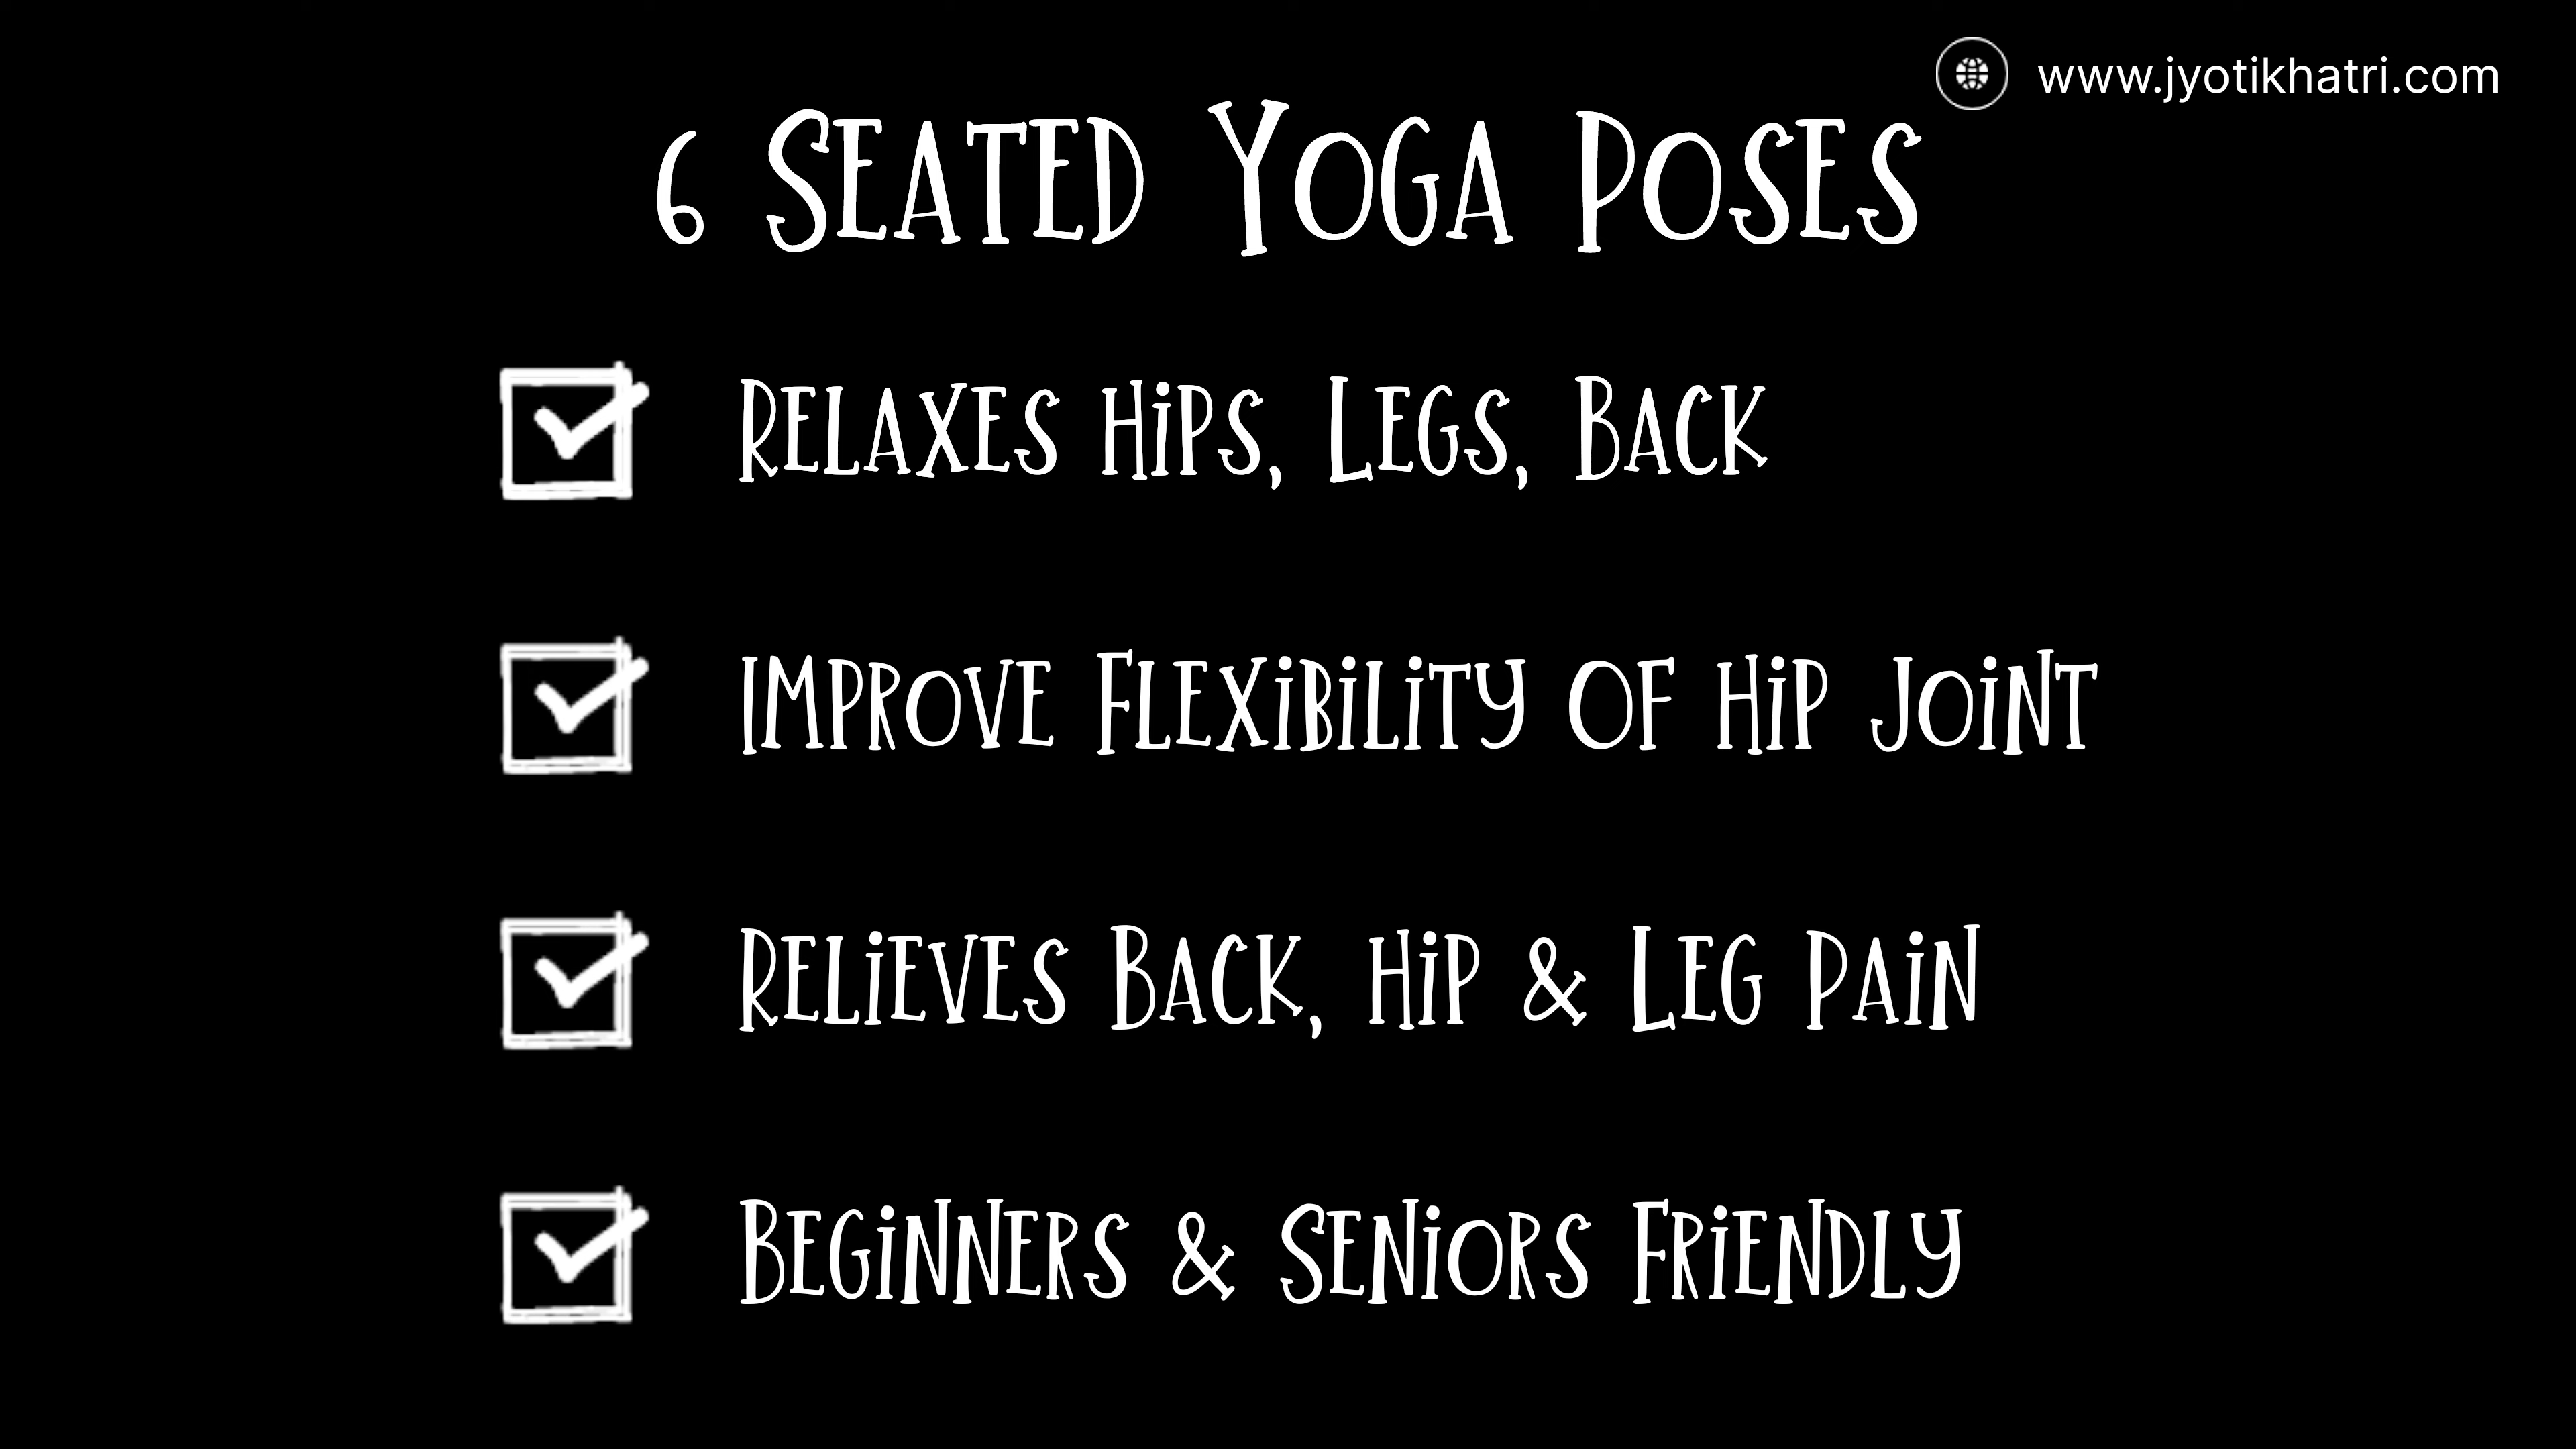 www.jyotikhatri.com
6 Seated Yoga Poses
Relaxes Hips, Legs, Back
Improve Flexibility Of Hip Joint
Relieves Back, Hip & Leg Pain
Beginners & Seniors Friendly